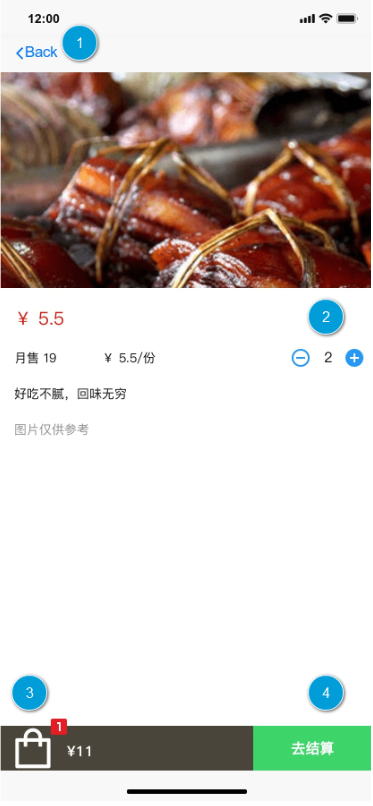 12:00
Back
1
¥ 5.5
2
月售 19 ¥ 5.5/份 2
好吃不腻，回味无穷
图片仅供参考
3
4
1
¥11 去结算